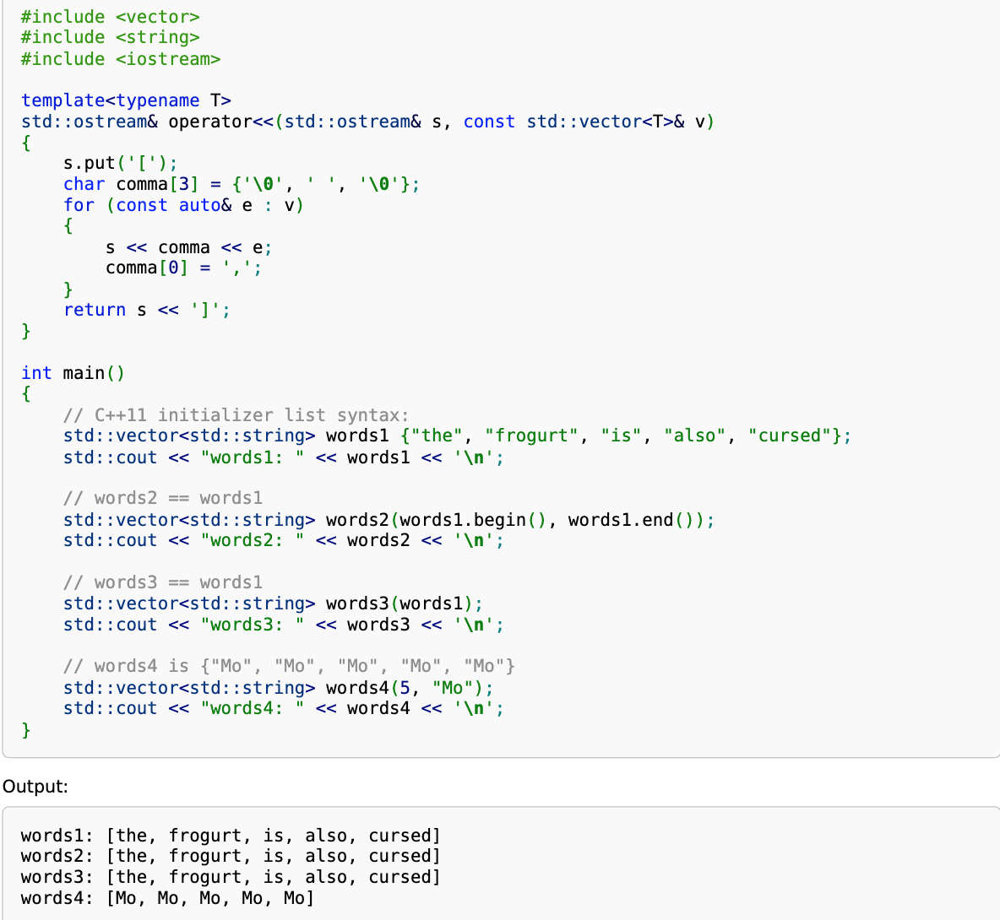 #include <vector>
#include <string>
#include <iostream>

template<typename T>
std::ostream& operator<<(std::ostream& s, const std::vector<T>& v)
{
    s.put('[');
    char comma[3] = {'\0', ' ', '\0'};
    for (const auto& e : v)
    {
        s << comma << e;
        comma[0] = ',';
    }
    return s << ']';
}

int main()
{
    // C++11 initializer list syntax:
    std::vector<std::string> words1 {"the", "frogurt", "is", "also", "cursed"};
    std::cout << "words1: " << words1 << '\n';

    // words2 == words1
    std::vector<std::string> words2(words1.begin(), words1.end());
    std::cout << "words2: " << words2 << '\n';

    // words3 == words1
    std::vector<std::string> words3(words1);
    std::cout << "words3: " << words3 << '\n';

    // words4 is {"Mo", "Mo", "Mo", "Mo", "Mo"}
    std::vector<std::string> words4(5, "Mo");
    std::cout << "words4: " << words4 << '\n';
}

Output:

words1: [the, frogurt, is, also, cursed]
words2: [the, frogurt, is, also, cursed]
words3: [the, frogurt, is, also, cursed]
words4: [Mo, Mo, Mo, Mo, Mo]